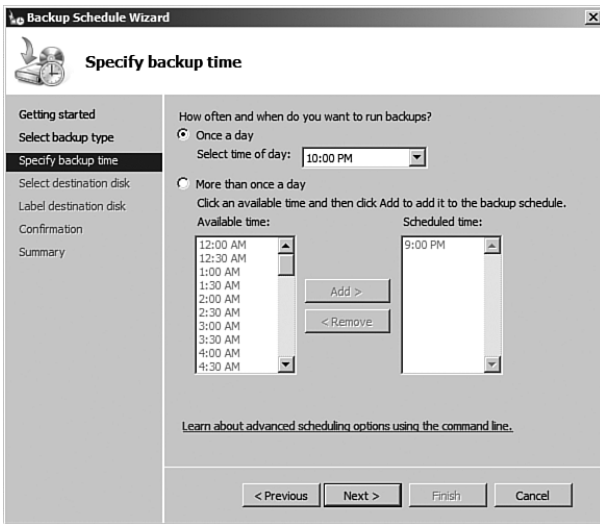 Backup Schedule Wizard
Specify backup time
Getting started
Select backup type
Specify backup time
Select destination disk
Label destination disk
Confirmation
Summary
How often and when do you want to run backups?
Once a day
Select time of day: 10:00 PM
More than once a day
Click an available time and then click Add to add it to the backup schedule.
Available time:
12:00 AM
12:30 AM
1:00 AM
1:30 AM
2:00 AM
2:30 AM
3:00 AM
3:30 AM
4:00 AM
4:30 AM
Add >
< Remove
Scheduled time:
9:00 PM
Learn about advanced scheduling options using the command line.
< Previous Next > Finish Cancel